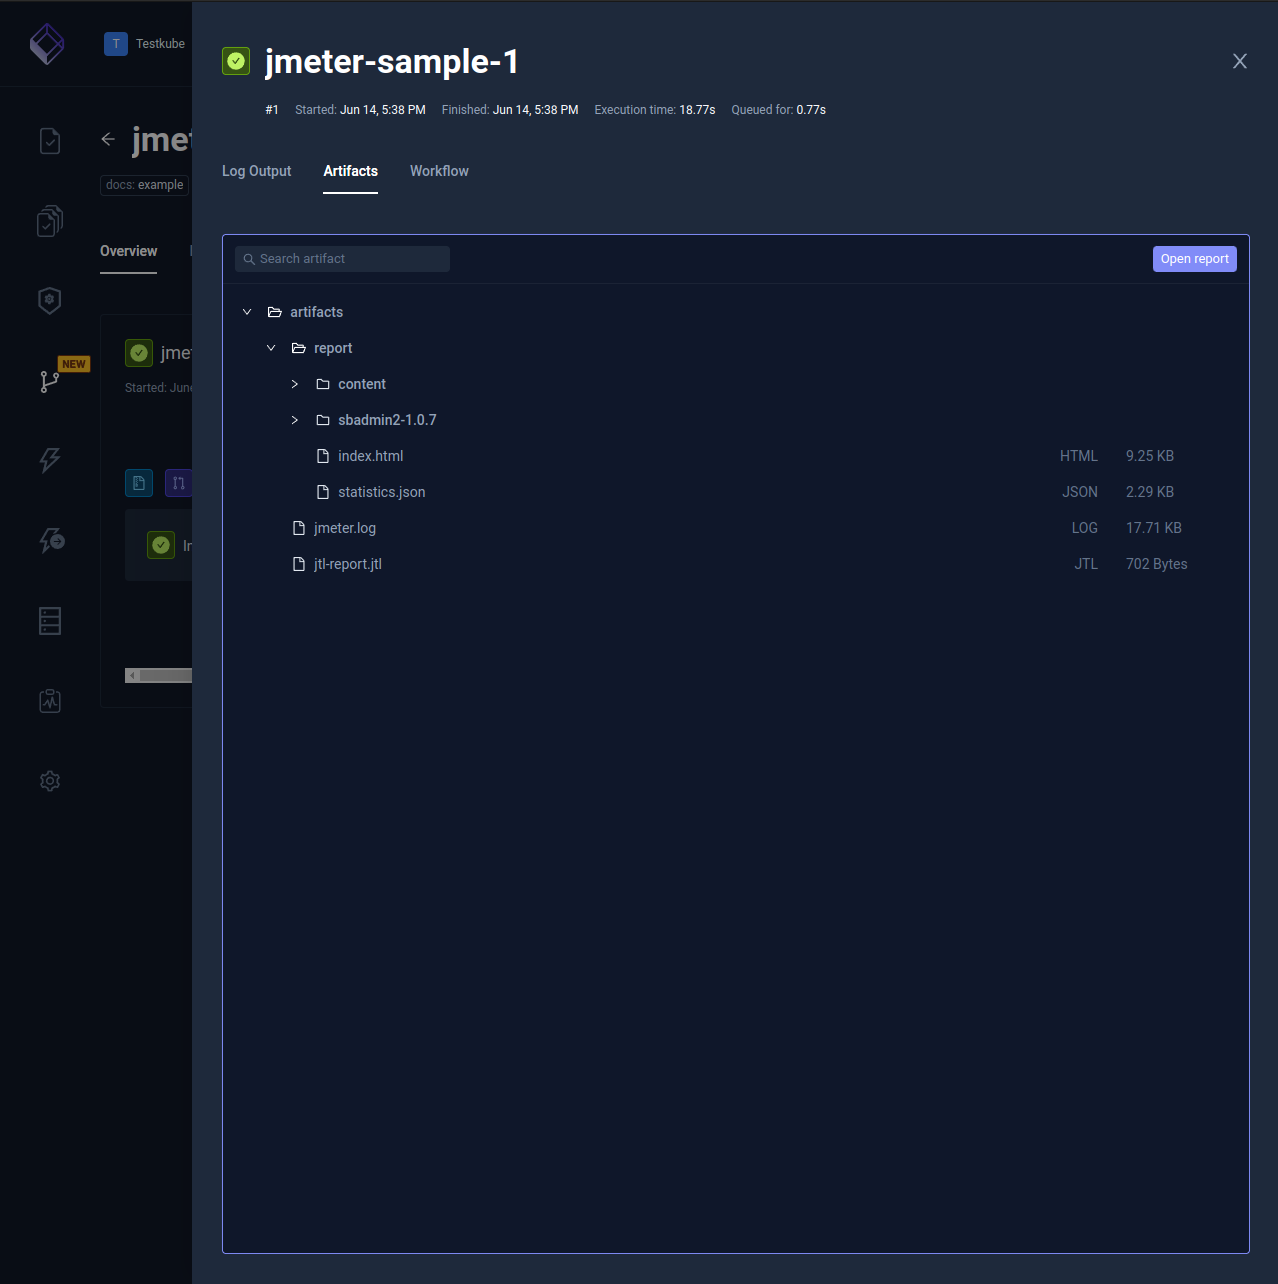 T Testkube
jme
docs: example
Overview
NEW
jme
Started: June
In
jmeter-sample-1
#1 Started: Jun 14, 5:38 PM Finished: Jun 14, 5:38 PM Execution time: 18.77s Queued for: 0.77s
Log Output Artifacts Workflow
Search artifact Open report
artifacts
report
content
sbadmin2-1.0.7
index.html HTML 9.25 KB
statistics.json JSON 2.29 KB
jmeter.log LOG 17.71 KB
jtl-report.jtl JTL 702 Bytes